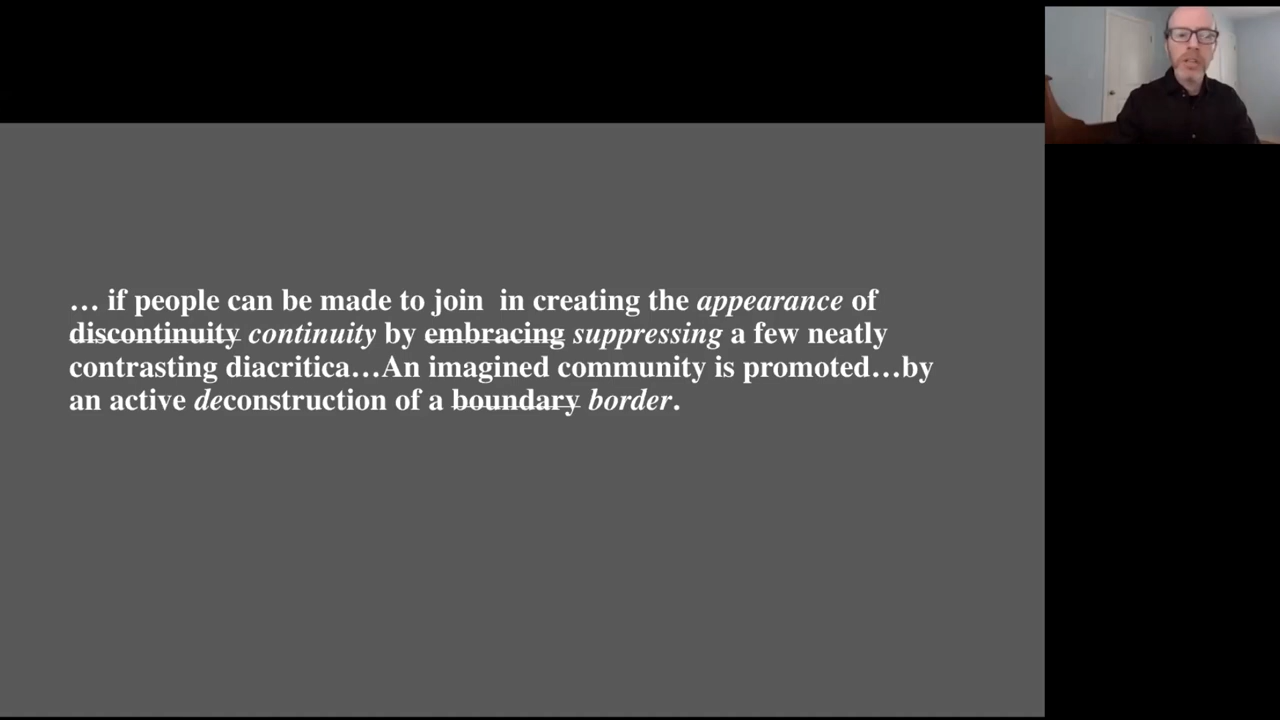 … if people can be made to join  in creating the appearance of
discontinuity continuity by embracing suppressing a few neatly
contrasting diacritica…An imagined community is promoted…by
an active deconstruction of a boundary border.